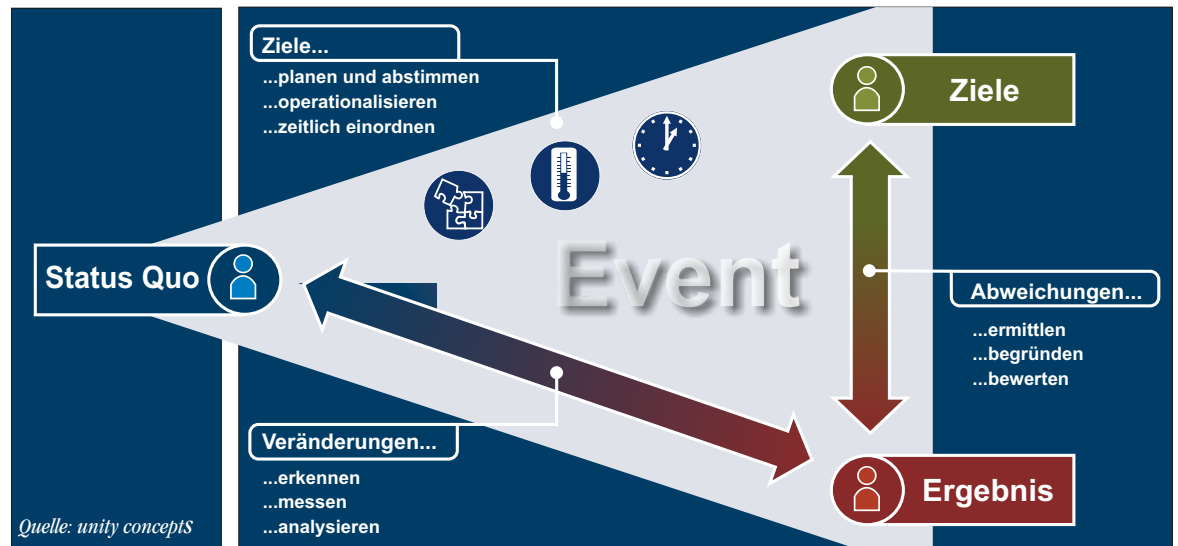 Ziele...
...planen und abstimmen
...operationalisieren
...zeitlich einordnen
Ziele
Status Quo
Event
Abweichungen...
...ermittlen
...begründen
...bewerten
Veränderungen...
...erkennen
...messen
...analysieren
Ergebnis
Quelle: unity concepts